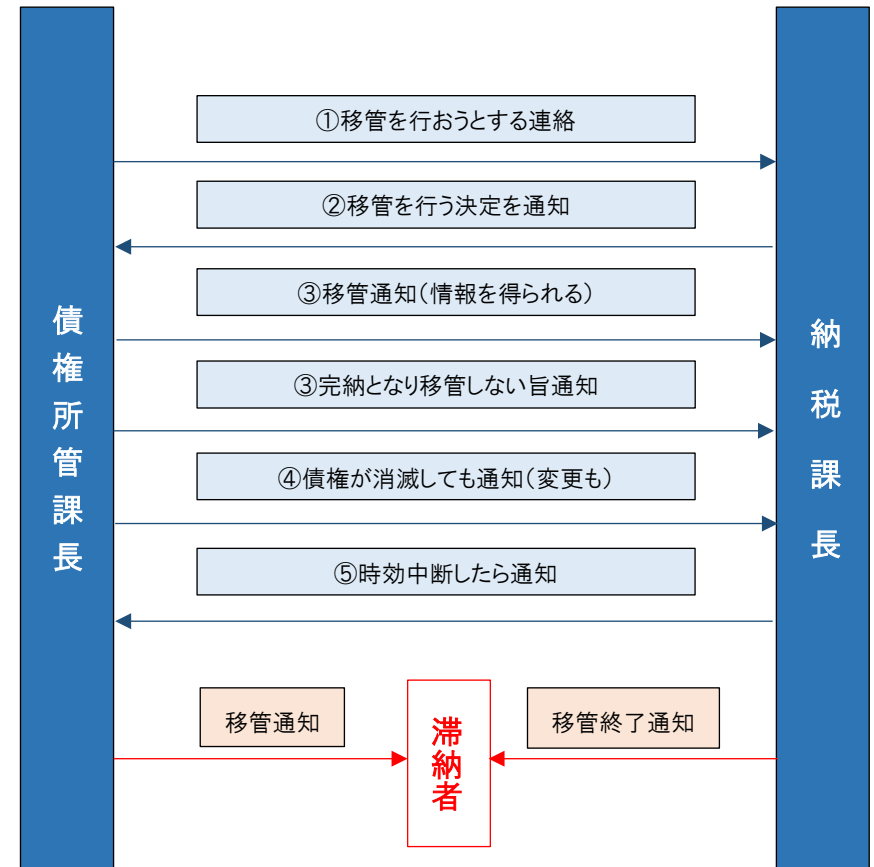 ①移管を行おうとする連絡
②移管を行う決定を通知
③移管通知(情報を得られる)
③完納となり移管しない旨通知
④債権が消滅しても通知(変更も)
⑤時効中断したら通知
債権所管課長
納税課長
移管通知
滞納者
移管終了通知